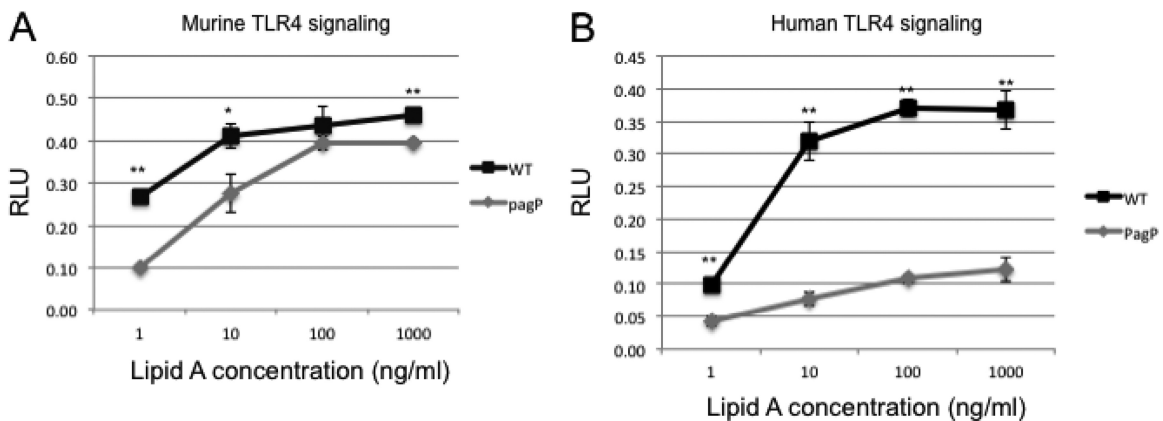 A
Murine TLR4 signaling
0.60
0.50
0.40
0.30
0.20
0.10
0.00
RLU
**
*
**
WT
pagP
1 10 100 1000
Lipid A concentration (ng/ml)
B
Human TLR4 signaling
0.45
0.40
0.35
0.30
0.25
0.20
0.15
0.10
0.05
0.00
RLU
**
**
**
**
WT
PagP
1 10 100 1000
Lipid A concentration (ng/ml)